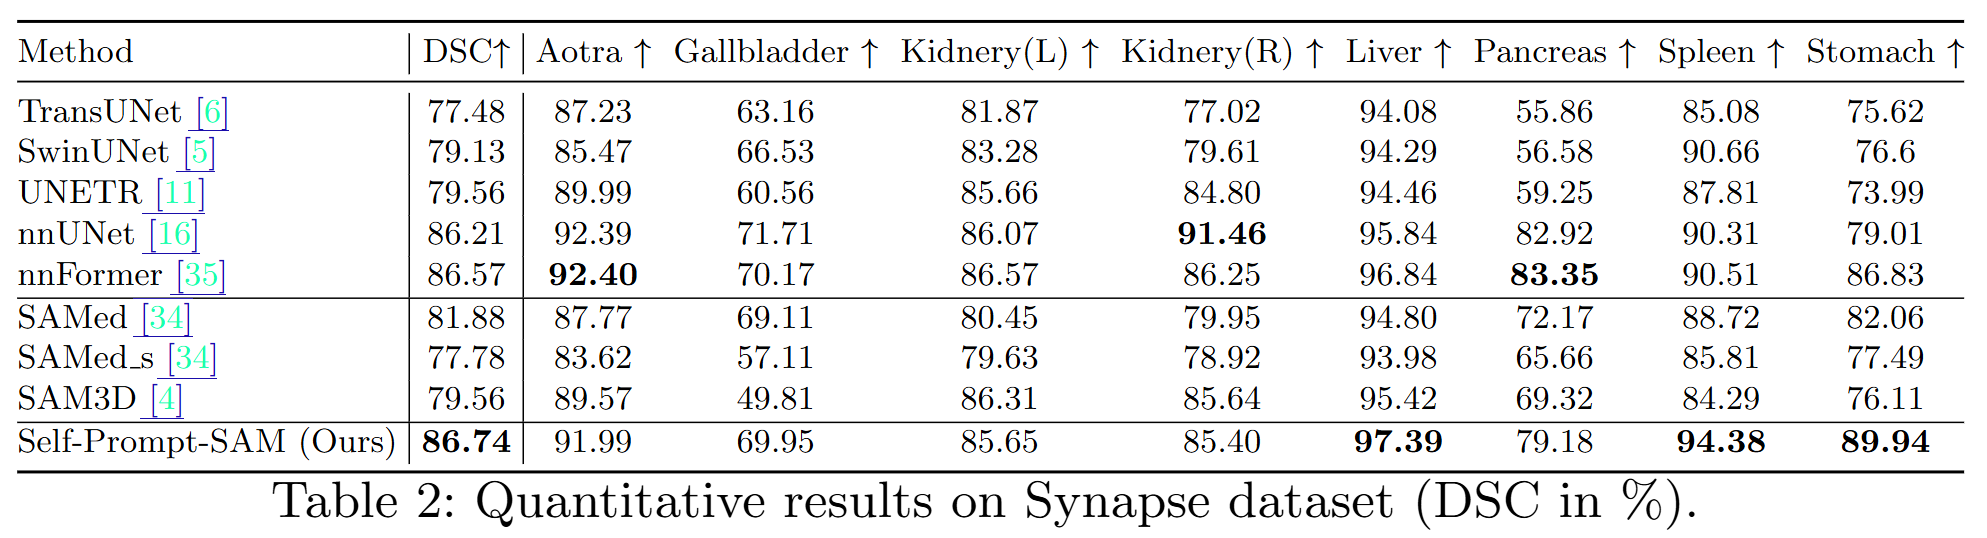 Method DSC↑ Aotra ↑ Gallbladder ↑ Kidnery(L) ↑ Kidnery(R) ↑ Liver ↑ Pancreas ↑ Spleen ↑ Stomach ↑
TransUNet [6] 77.48 87.23 63.16 81.87 77.02 94.08 55.86 85.08 75.62
SwinUNet [5] 79.13 85.47 66.53 83.28 79.61 94.29 56.58 90.66 76.6
UNETR [11] 79.56 89.99 60.56 85.66 84.80 94.46 59.25 87.81 73.99
nnUNet [16] 86.21 92.39 71.71 86.07 91.46 95.84 82.92 90.31 79.01
nnFormer [35] 86.57 92.40 70.17 86.57 86.25 96.84 83.35 90.51 86.83
SAMed [34] 81.88 87.77 69.11 80.45 79.95 94.80 72.17 88.72 82.06
SAMed_s [34] 77.78 83.62 57.11 79.63 78.92 93.98 65.66 85.81 77.49
SAM3D [4] 79.56 89.57 49.81 86.31 85.64 95.42 69.32 84.29 76.11
Self-Prompt-SAM (Ours) 86.74 91.99 69.95 85.65 85.40 97.39 79.18 94.38 89.94
Table 2: Quantitative results on Synapse dataset (DSC in %).